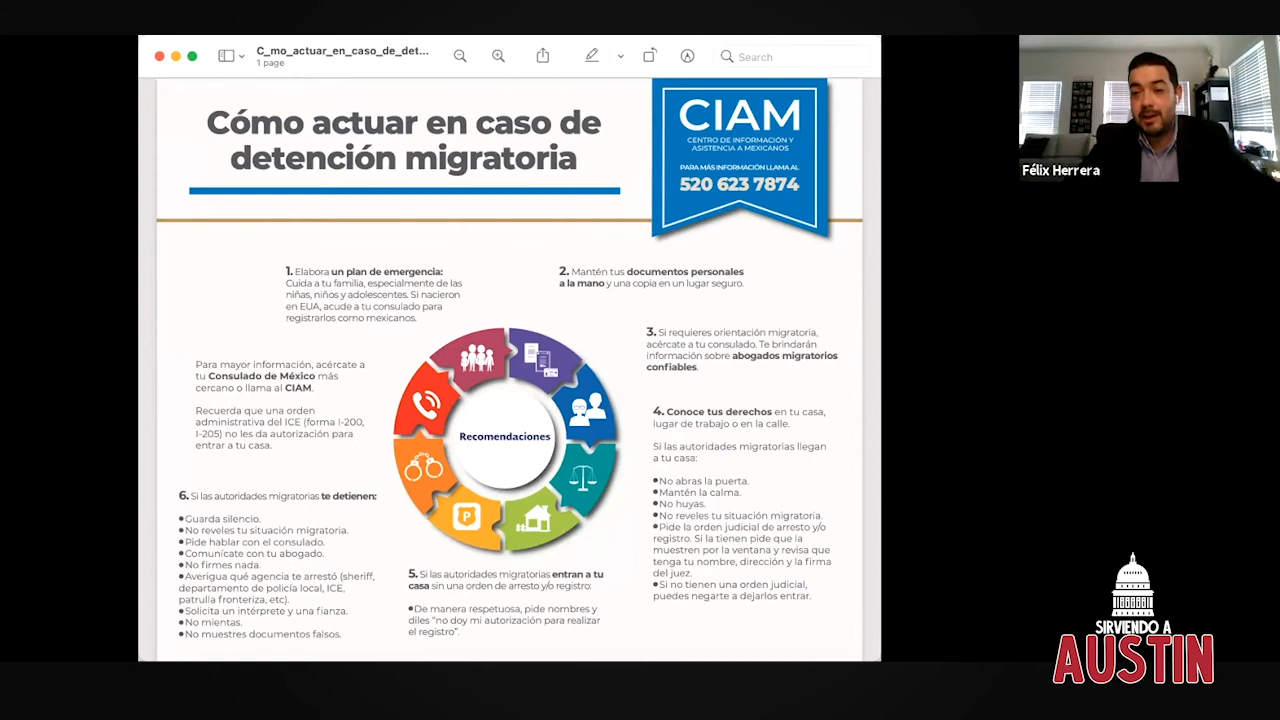 C_mo_actuar_en_caso_de_det...
1 page
Search
Cómo actuar en caso de
detención migratoria
CIAM
CENTRO DE INFORMACIÓN Y
ASISTENCIA A MEXICANOS
PARA MÁS INFORMACIÓN LLAMA AL
520 623 7874
1. Elabora un plan de emergencia:
Cuida a tu familia, especialmente de las
niñas, niños y adolescentes. Si nacieron
en EUA, acude a tu consulado para
registrarlos como mexicanos.
2. Mantén tus documentos personales
a la mano y una copia en un lugar seguro.
3. Si requieres orientación migratoria,
acércate a tu consulado. Te brindarán
información sobre abogados migratorios
confiables.
4. Conoce tus derechos en tu casa,
lugar de trabajo o en la calle.
Si las autoridades migratorias llegan
a tu casa:
•No abras la puerta.
•Mantén la calma.
•No huyas.
•No reveles tu situación migratoria.
•Pide la orden judicial de arresto y/o
registro. Si la tienen pide que la
muestren por la ventana y revisa que
tenga tu nombre, dirección y la firma
del juez.
•Si no tienen una orden judicial,
puedes negarte a dejarlos entrar.
5. Si las autoridades migratorias entran a tu
casa sin una orden de arresto y/o registro:
•De manera respetuosa, pide nombres y
diles “no doy mi autorización para realizar
el registro”.
6. Si las autoridades migratorias te detienen:
•Guarda silencio.
•No reveles tu situación migratoria.
•Pide hablar con el consulado.
•Comunícate con tu abogado.
•No firmes nada.
•Averigua qué agencia te arrestó (sheriff,
departamento de policía local, ICE,
patrulla fronteriza, etc).
•Solicita un intérprete y una fianza.
•No mientas.
•No muestres documentos falsos.
Para mayor información, acércate a
tu Consulado de México más
cercano o llama al CIAM.
Recuerda que una orden
administrativa del ICE (forma I-200,
I-205) no les da autorización para
entrar a tu casa.
Recomendaciones
P
Félix Herrera
SIRVIENDO A
AUSTIN